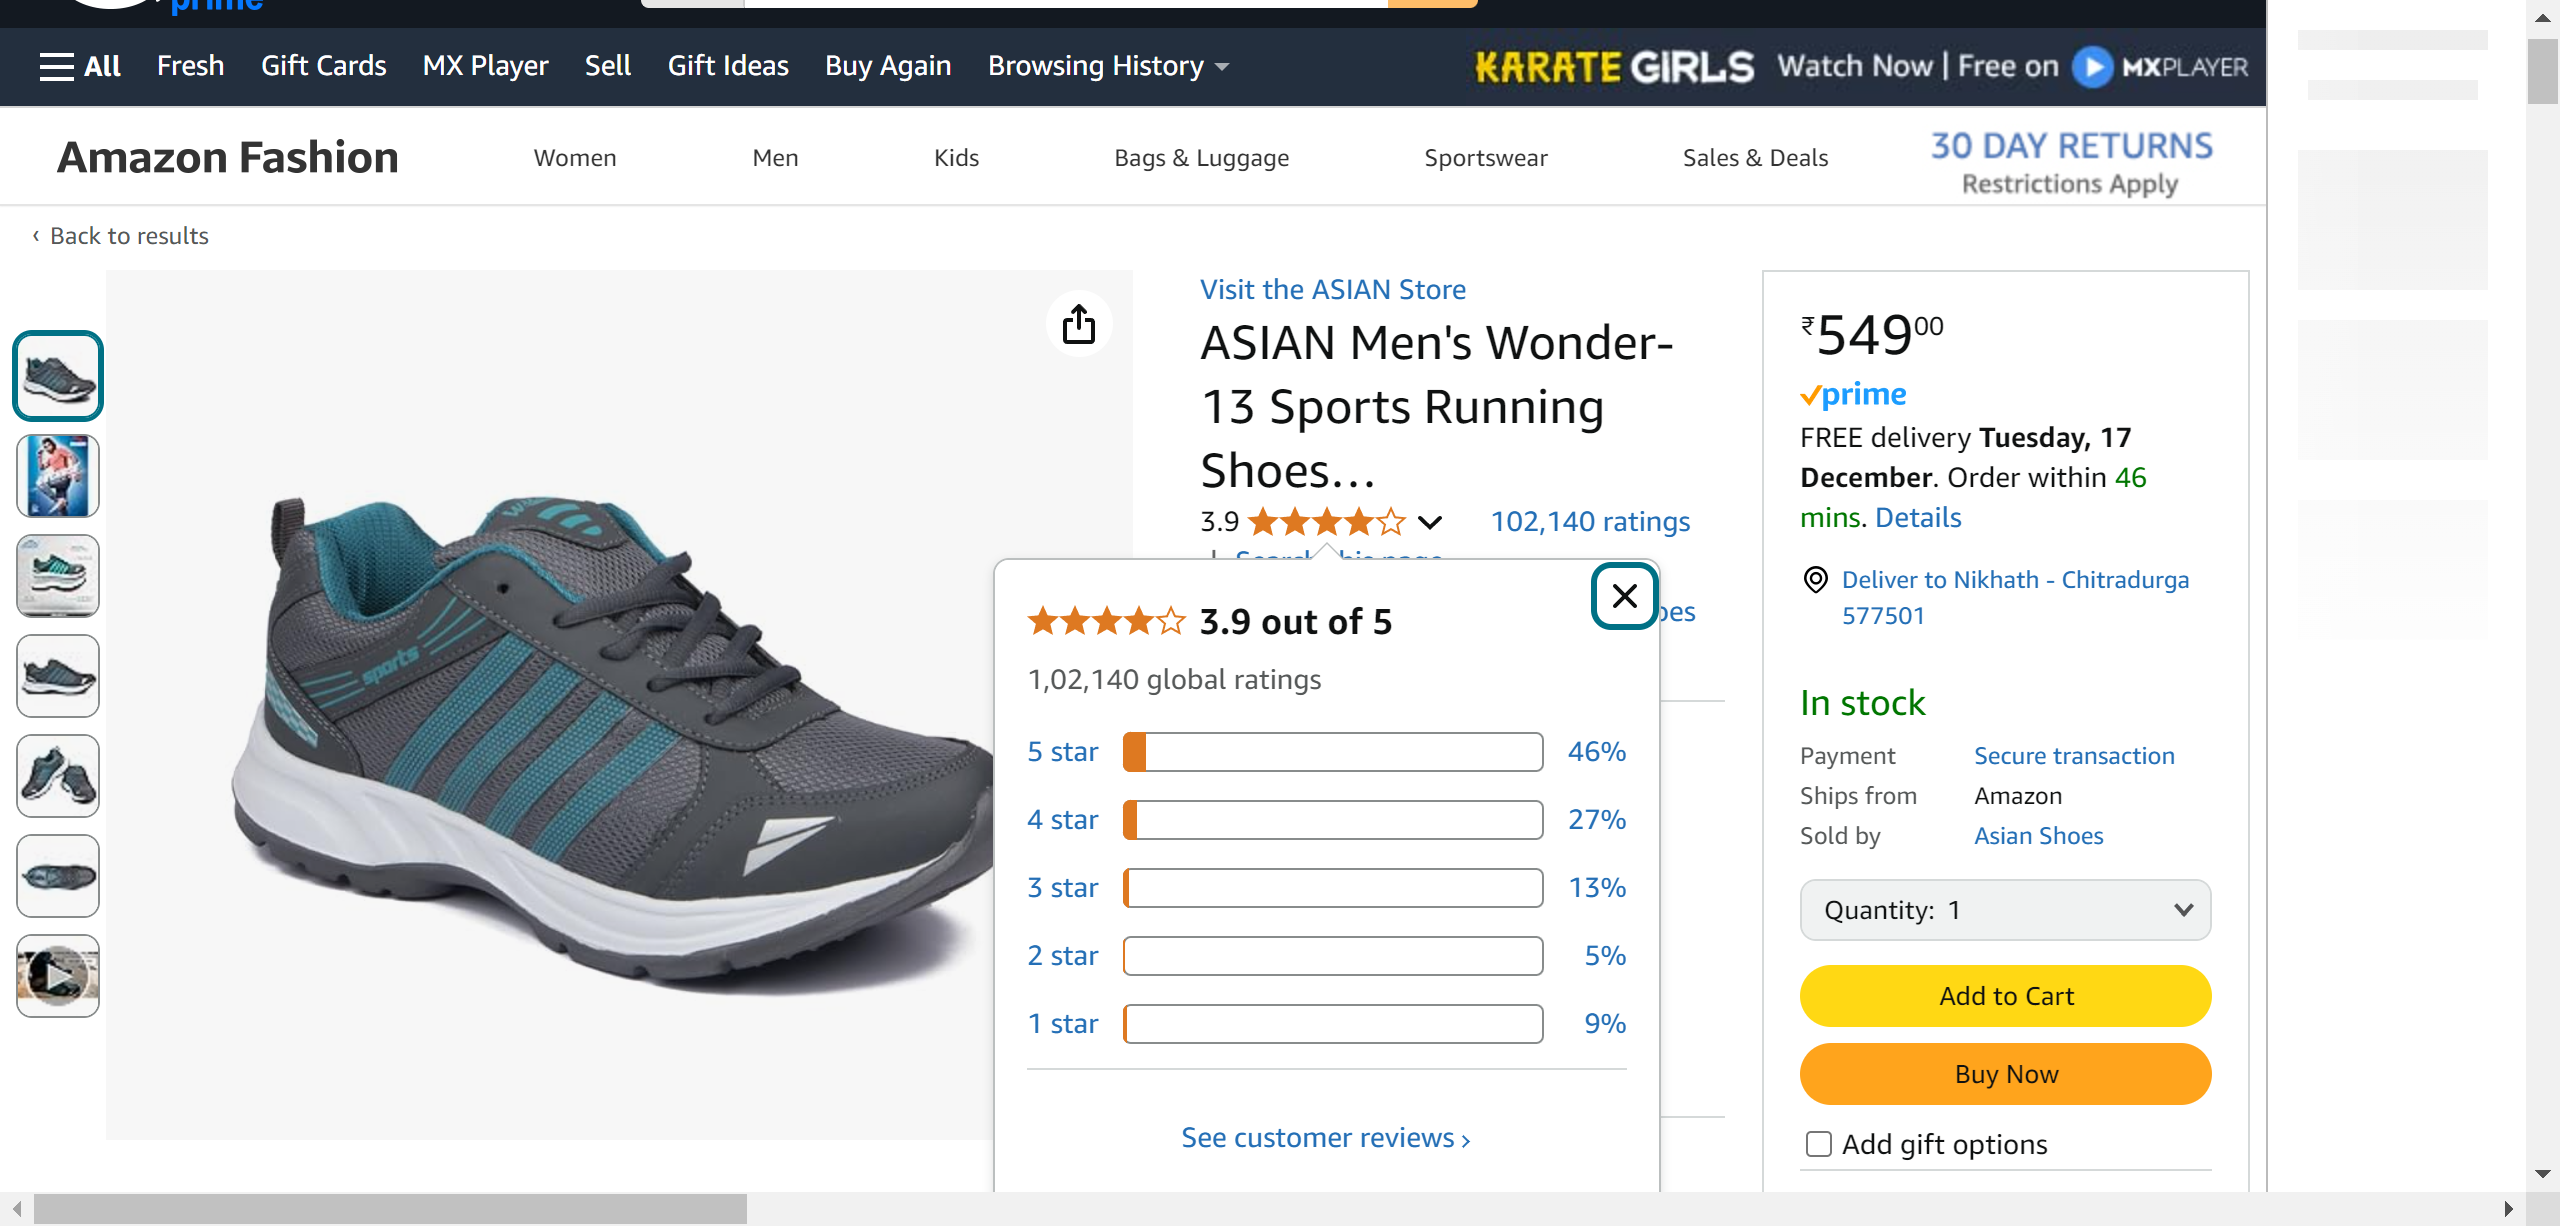 prime
All Fresh Gift Cards MX Player Sell Gift Ideas Buy Again Browsing History
KARATE GIRLS Watch Now | Free on MXPLAYER
Amazon Fashion Women Men Kids Bags & Luggage Sportswear Sales & Deals
30 DAY RETURNS
Restrictions Apply
‹ Back to results
sports
Visit the ASIAN Store
ASIAN Men's Wonder-
13 Sports Running
Shoes...
3.9 102,140 ratings
3.9 out of 5
1,02,140 global ratings
5 star 46%
4 star 27%
3 star 13%
2 star 5%
1 star 9%
See customer reviews ›
₹54900
prime
FREE delivery Tuesday, 17
December. Order within 46
mins. Details
Deliver to Nikhath - Chitradurga
577501
In stock
Payment Secure transaction
Ships from Amazon
Sold by Asian Shoes
Quantity: 1
Add to Cart
Buy Now
Add gift options